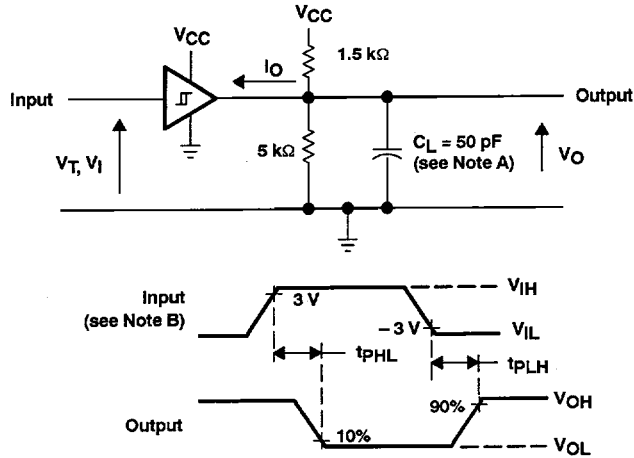 VCC
VCC
1.5 kΩ
IO
Input
Output
VT, VI
5 kΩ
CL = 50 pF
(see Note A)
VO
Input
(see Note B)
3 V
VIH
– 3 V
VIL
tPHL
tPLH
Output
10%
90%
VOH
VOL